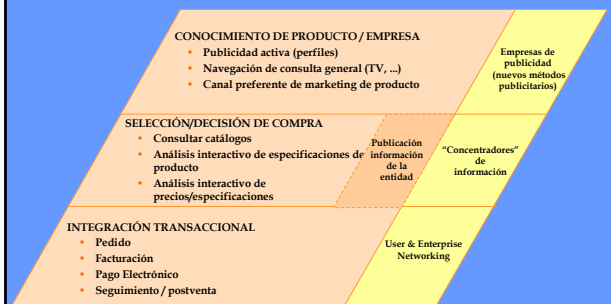 CONOCIMIENTO DE PRODUCTO / EMPRESA
• Publicidad activa (perfiles)
• Navegación de consulta general (TV, ...)
• Canal preferente de marketing de producto
Empresas de
publicidad
(nuevos métodos
publicitarios)
SELECCIÓN/DECISIÓN DE COMPRA
• Consultar catálogos
• Análisis interactivo de especificaciones de
producto
• Análisis interactivo de
precios/especificaciones
Publicación
información
de la
entidad
“Concentradores”
de
información
INTEGRACIÓN TRANSACCIONAL
• Pedido
• Facturación
• Pago Electrónico
• Seguimiento / postventa
User & Enterprise
Networking